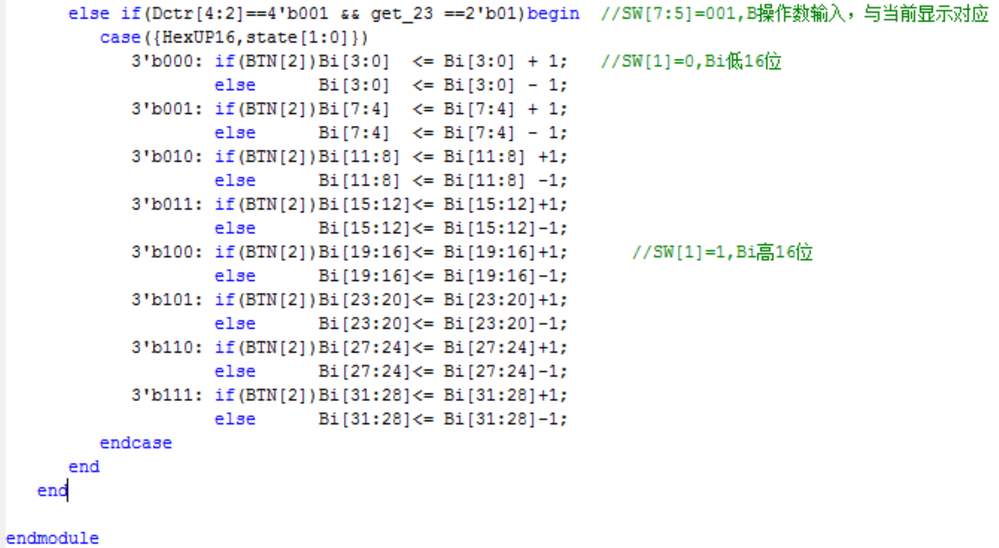 else if(Dctr[4:2]==4'b001 && get_23 ==2'b01)begin  //SW[7:5]=001,B操作数输入，与当前显示对应
case({HexUP16,state[1:0]})
3'b000: if(BTN[2])Bi[3:0]  <= Bi[3:0] + 1;   //SW[1]=0,Bi低16位
else      Bi[3:0]  <= Bi[3:0] - 1;
3'b001: if(BTN[2])Bi[7:4]  <= Bi[7:4] + 1;
else      Bi[7:4]  <= Bi[7:4] - 1;
3'b010: if(BTN[2])Bi[11:8] <= Bi[11:8] +1;
else      Bi[11:8] <= Bi[11:8] -1;
3'b011: if(BTN[2])Bi[15:12]<= Bi[15:12]+1;
else      Bi[15:12]<= Bi[15:12]-1;
3'b100: if(BTN[2])Bi[19:16]<= Bi[19:16]+1;      //SW[1]=1,Bi高16位
else      Bi[19:16]<= Bi[19:16]-1;
3'b101: if(BTN[2])Bi[23:20]<= Bi[23:20]+1;
else      Bi[23:20]<= Bi[23:20]-1;
3'b110: if(BTN[2])Bi[27:24]<= Bi[27:24]+1;
else      Bi[27:24]<= Bi[27:24]-1;
3'b111: if(BTN[2])Bi[31:28]<= Bi[31:28]+1;
else      Bi[31:28]<= Bi[31:28]-1;
endcase
end
end
endmodule